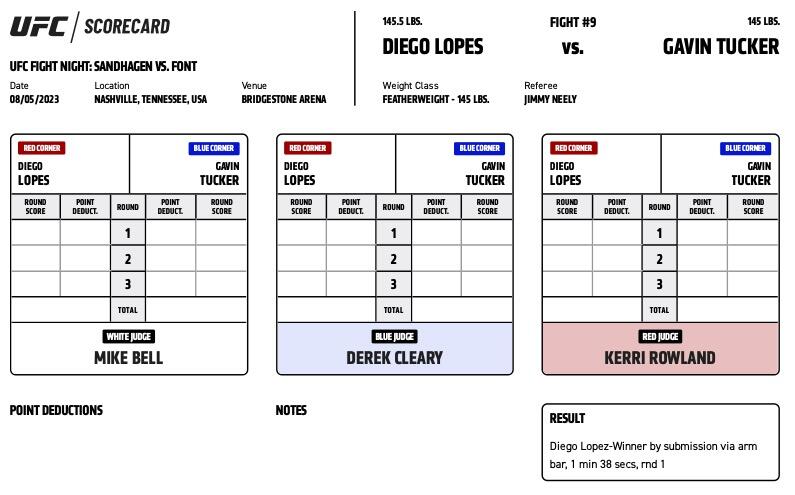 UFC SCORECARD
UFC FIGHT NIGHT: SANDHAGEN VS. FONT
Date Location Venue
08/05/2023 NASHVILLE, TENNESSEE, USA BRIDGESTONE ARENA
145.5 LBS. FIGHT #9 145 LBS.
DIEGO LOPES vs. GAVIN TUCKER
Weight Class Referee
FEATHERWEIGHT - 145 LBS. JIMMY NEELY
RED CORNER BLUE CORNER
DIEGO GAVIN
LOPES TUCKER
ROUND SCORE POINT DEDUCT. ROUND POINT DEDUCT. ROUND SCORE
1
2
3
TOTAL
WHITE JUDGE
MIKE BELL
RED CORNER BLUE CORNER
DIEGO GAVIN
LOPES TUCKER
ROUND SCORE POINT DEDUCT. ROUND POINT DEDUCT. ROUND SCORE
1
2
3
TOTAL
BLUE JUDGE
DEREK CLEARY
RED CORNER BLUE CORNER
DIEGO GAVIN
LOPES TUCKER
ROUND SCORE POINT DEDUCT. ROUND POINT DEDUCT. ROUND SCORE
1
2
3
TOTAL
RED JUDGE
KERRI ROWLAND
POINT DEDUCTIONS
NOTES
RESULT
Diego Lopez-Winner by submission via arm
bar, 1 min 38 secs, rnd 1